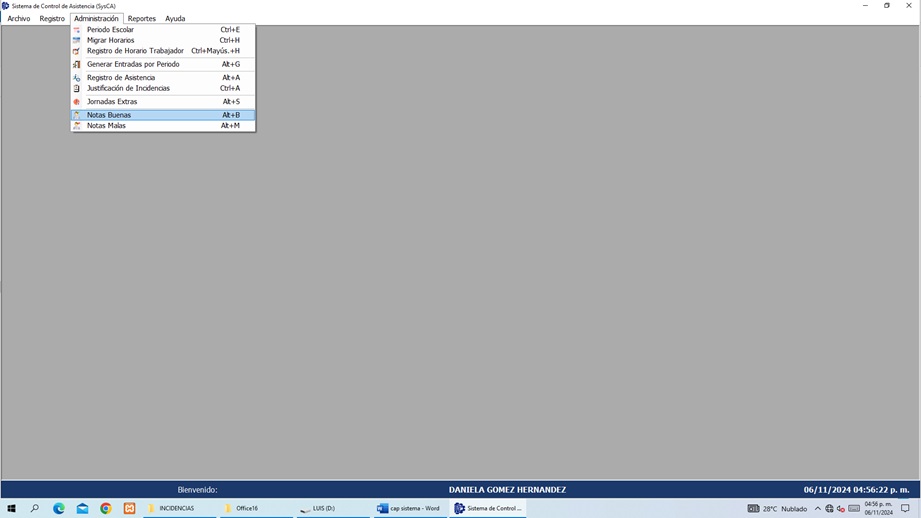 Sistema de Control de Asistencia (SysCA)
Archivo Registro Administración Reportes Ayuda
Periodo Escolar Ctrl+E
Migrar Horarios Ctrl+H
Registro de Horario Trabajador Ctrl+Mayús.+H
Generar Entradas por Periodo Alt+G
Registro de Asistencia Alt+A
Justificación de Incidencias Ctrl+A
Jornadas Extras Alt+S
Notas Buenas Alt+B
Notas Malas Alt+M
Bienvenido: DANIELA GOMEZ HERNANDEZ 06/11/2024 04:56:22 p. m.
INCIDENCIAS Office16 LUIS (D:) cap sistema - Word Sistema de Control ... 28°C Nublado 04:56 p. m.
06/11/2024